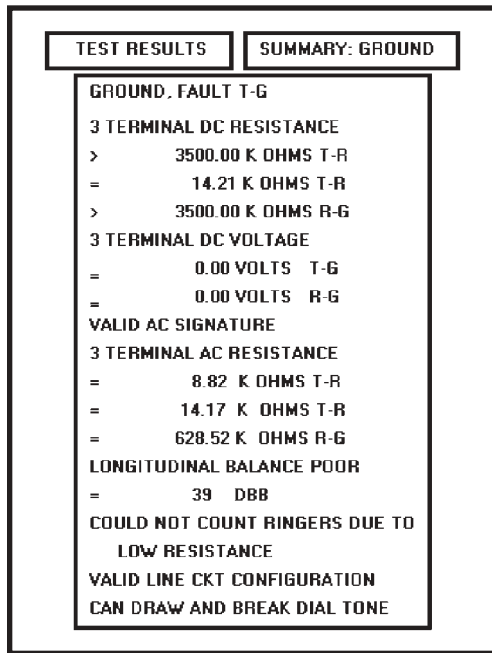 TEST RESULTS SUMMARY: GROUND
GROUND, FAULT T-G
3 TERMINAL DC RESISTANCE
> 3500.00 K OHMS T-R
= 14.21 K OHMS T-R
> 3500.00 K OHMS R-G
3 TERMINAL DC VOLTAGE
= 0.00 VOLTS T-G
= 0.00 VOLTS R-G
VALID AC SIGNATURE
3 TERMINAL AC RESISTANCE
= 8.82 K OHMS T-R
= 14.17 K OHMS T-R
= 628.52 K OHMS R-G
LONGITUDINAL BALANCE POOR
= 39 DBB
COULD NOT COUNT RINGERS DUE TO
LOW RESISTANCE
VALID LINE CKT CONFIGURATION
CAN DRAW AND BREAK DIAL TONE